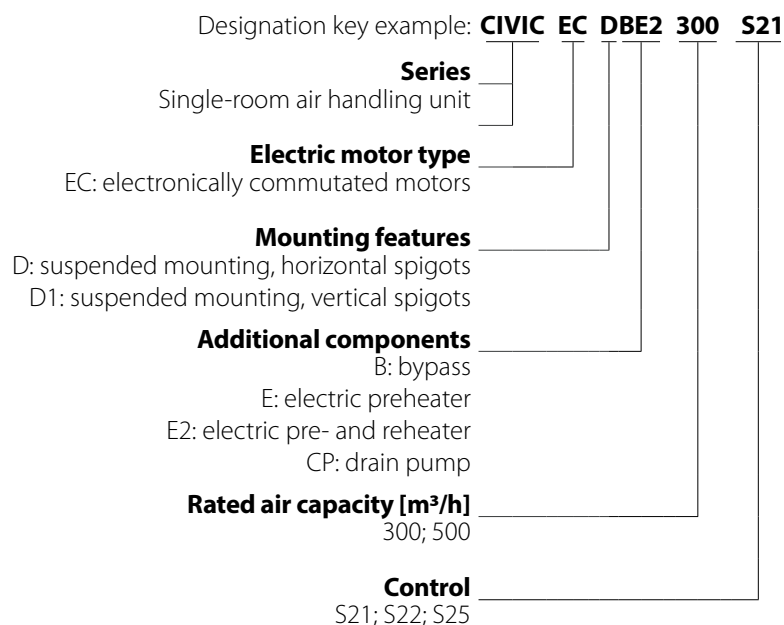 Designation key example: CIVIC EC DBE2 300 S21
Series
Single-room air handling unit
Electric motor type
EC: electronically commutated motors
Mounting features
D: suspended mounting, horizontal spigots
D1: suspended mounting, vertical spigots
Additional components
B: bypass
E: electric preheater
E2: electric pre- and reheater
CP: drain pump
Rated air capacity [m³/h]
300; 500
Control
S21; S22; S25